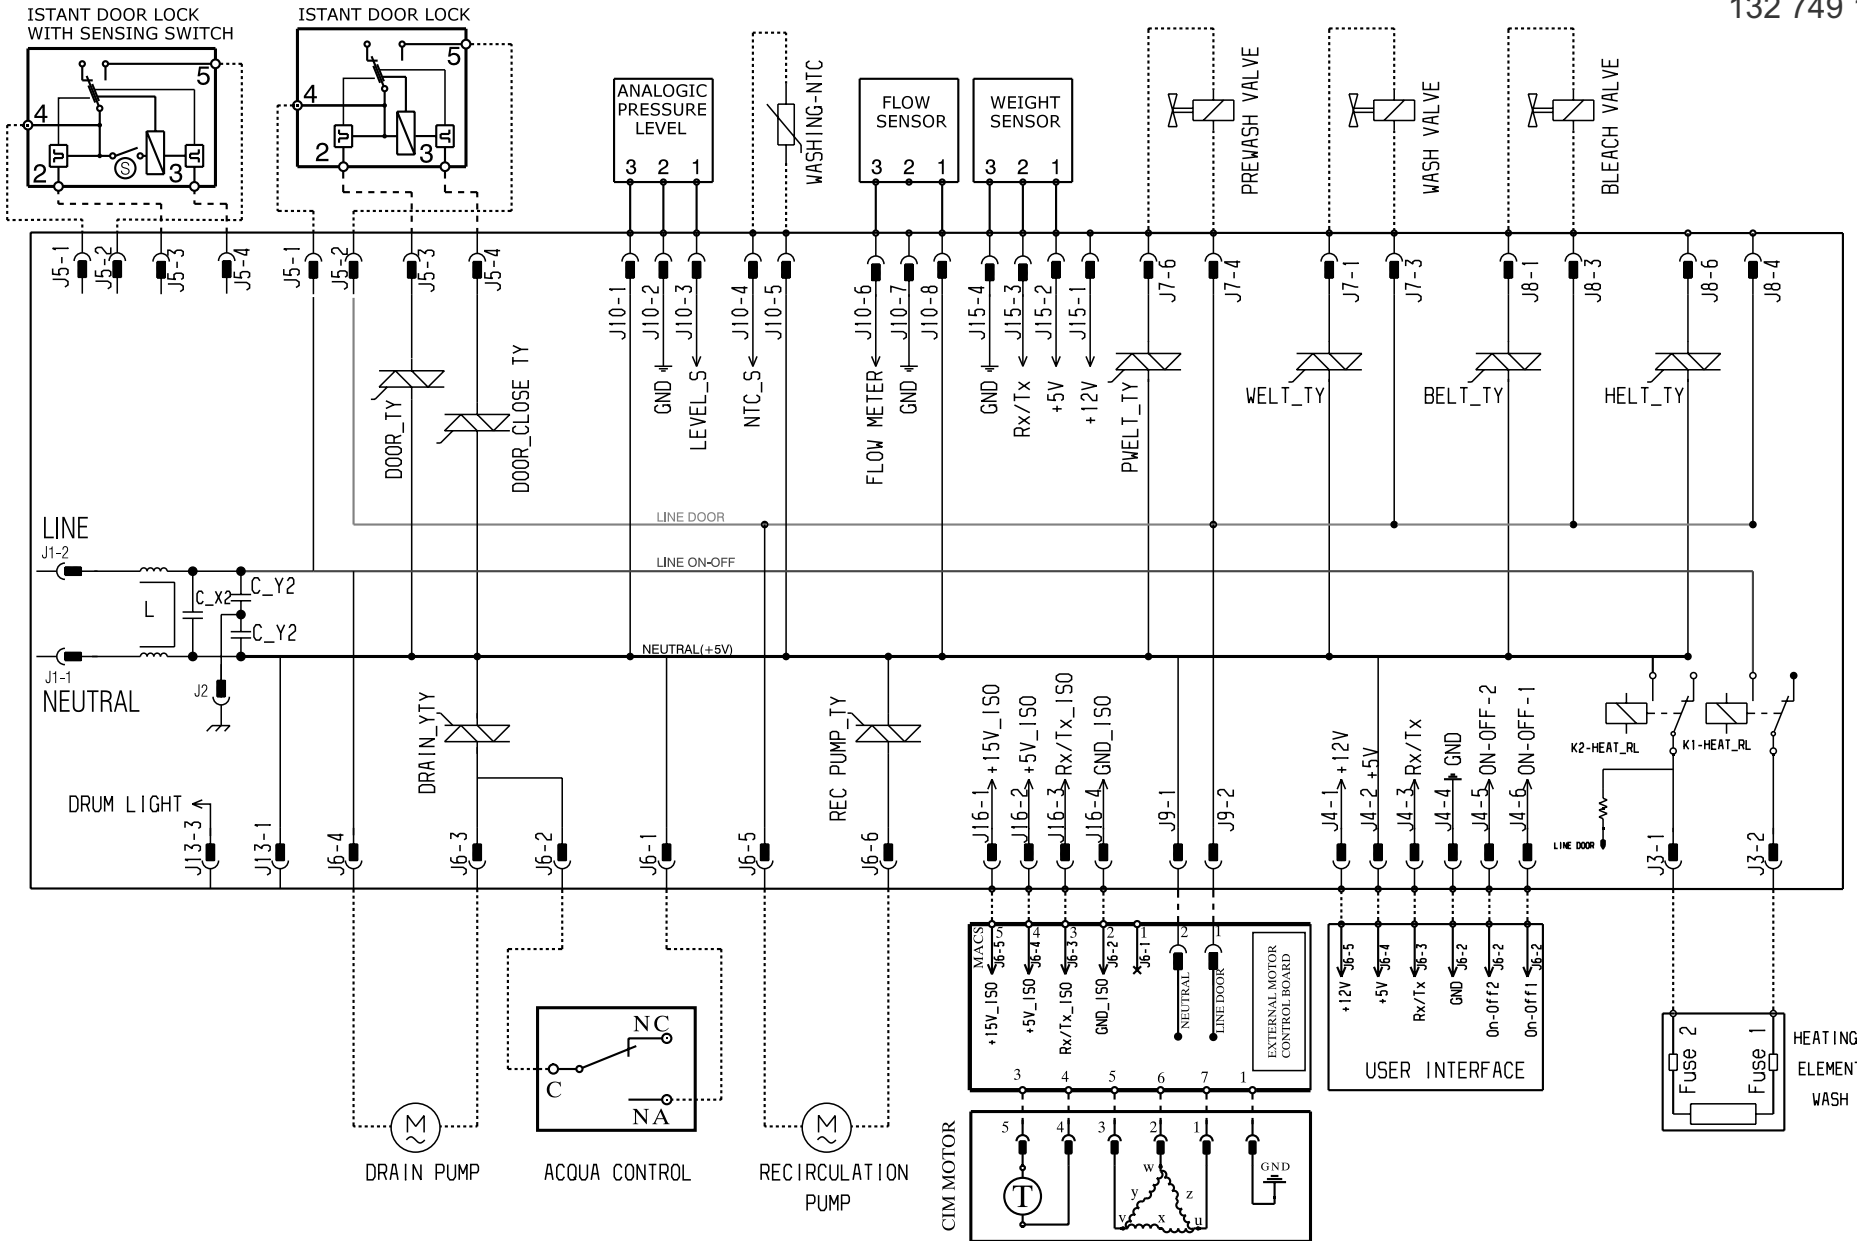 132 749 1
ISTANT DOOR LOCK
WITH SENSING SWITCH
ISTANT DOOR LOCK
5
4
2
S
3
5
4
2
3
ANALOGIC
PRESSURE
LEVEL
3 2 1
WASHING-NTC
FLOW
SENSOR
3 2 1
WEIGHT
SENSOR
3 2 1
PREWASH VALVE
WASH VALVE
BLEACH VALVE
J5-1
J5-2
J5-3
J5-4
J5-1
J5-2
J5-3
J5-4
J10-1
J10-2
J10-3
J10-4
J10-5
J10-6
J10-7
J10-8
J15-4
J15-3
J15-2
J15-1
J7-6
J7-4
J7-1
J7-3
J8-1
J8-3
J8-6
J8-4
DOOR_TY
DOOR_CLOSE TY
GND
LEVEL_S
NTC_S
FLOW METER
GND
GND
Rx/Tx
+5V
+12V
PWELT_TY
WELT_TY
BELT_TY
HELT_TY
LINE DOOR
LINE
J1-2
LINE ON-OFF
L
C_X2
C_Y2
C_Y2
NEUTRAL(+5V)
J1-1
NEUTRAL
J2
DRAIN_YTY
REC PUMP_TY
+15V_ISO
+5V_ISO
Rx/Tx_ISO
GND_ISO
+12V
+5V
Rx/Tx
GND
ON-OFF-2
ON-OFF-1
K2-HEAT_RL
K1-HEAT_RL
DRUM LIGHT
J13-3
J13-1
J6-4
J6-3
J6-2
J6-1
J6-5
J6-6
J16-1
J16-2
J16-3
J16-4
J9-1
J9-2
J4-1
J4-2
J4-3
J4-4
J4-5
J4-6
LINE DOOR
J3-1
J3-2
MACS
5 4 3 2 1 2 1
J6-5
J6-4
J6-3
J6-2
J6-1
+15V_ISO
+5V_ISO
Rx/Tx_ISO
GND_ISO
NEUTRAL
LINE DOOR
EXTERNAL MOTOR
CONTROL BOARD
3 4 5 6 7 1
J6-5
J6-4
J6-3
J6-2
J6-2
J6-2
+12V
+5V
Rx/Tx
GND
On-Off2
On-Off1
USER INTERFACE
Fuse 2
Fuse 1
HEATING
ELEMENT
WASH
NC
C
NA
M
DRAIN PUMP
ACQUA CONTROL
M
RECIRCULATION
PUMP
CIM MOTOR
5 4 3 2 1
T
w
y
z
v
x
u
GND